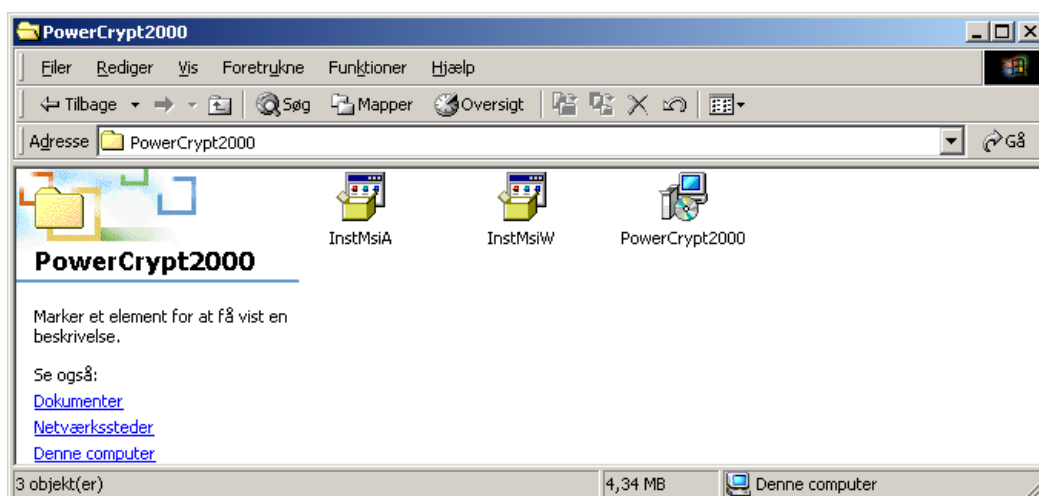 PowerCrypt2000
Filer Rediger Vis Foretrukne Funktioner Hjælp
Tilbage Søg Mapper Oversigt
Adresse PowerCrypt2000 Gå
InstMsiA InstMsiW PowerCrypt2000
PowerCrypt2000
Marker et element for at få vist en
beskrivelse.
Se også:
Dokumenter
Netværkssteder
Denne computer
3 objekt(er) 4,34 MB Denne computer